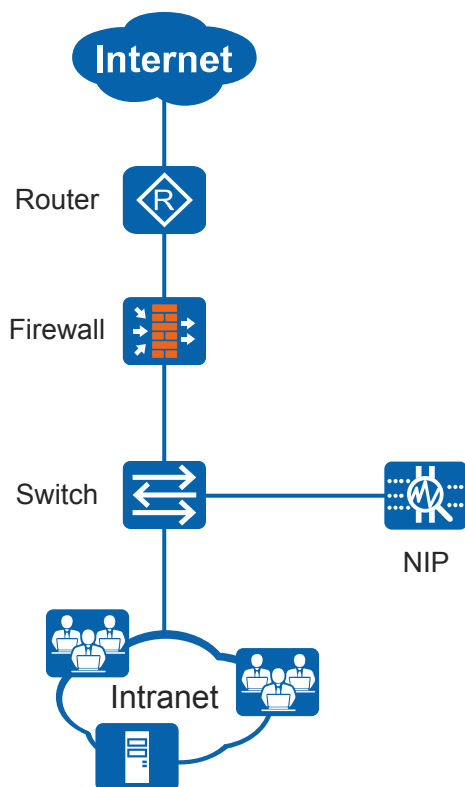 Internet
Router
R
Firewall
Switch
NIP
Intranet